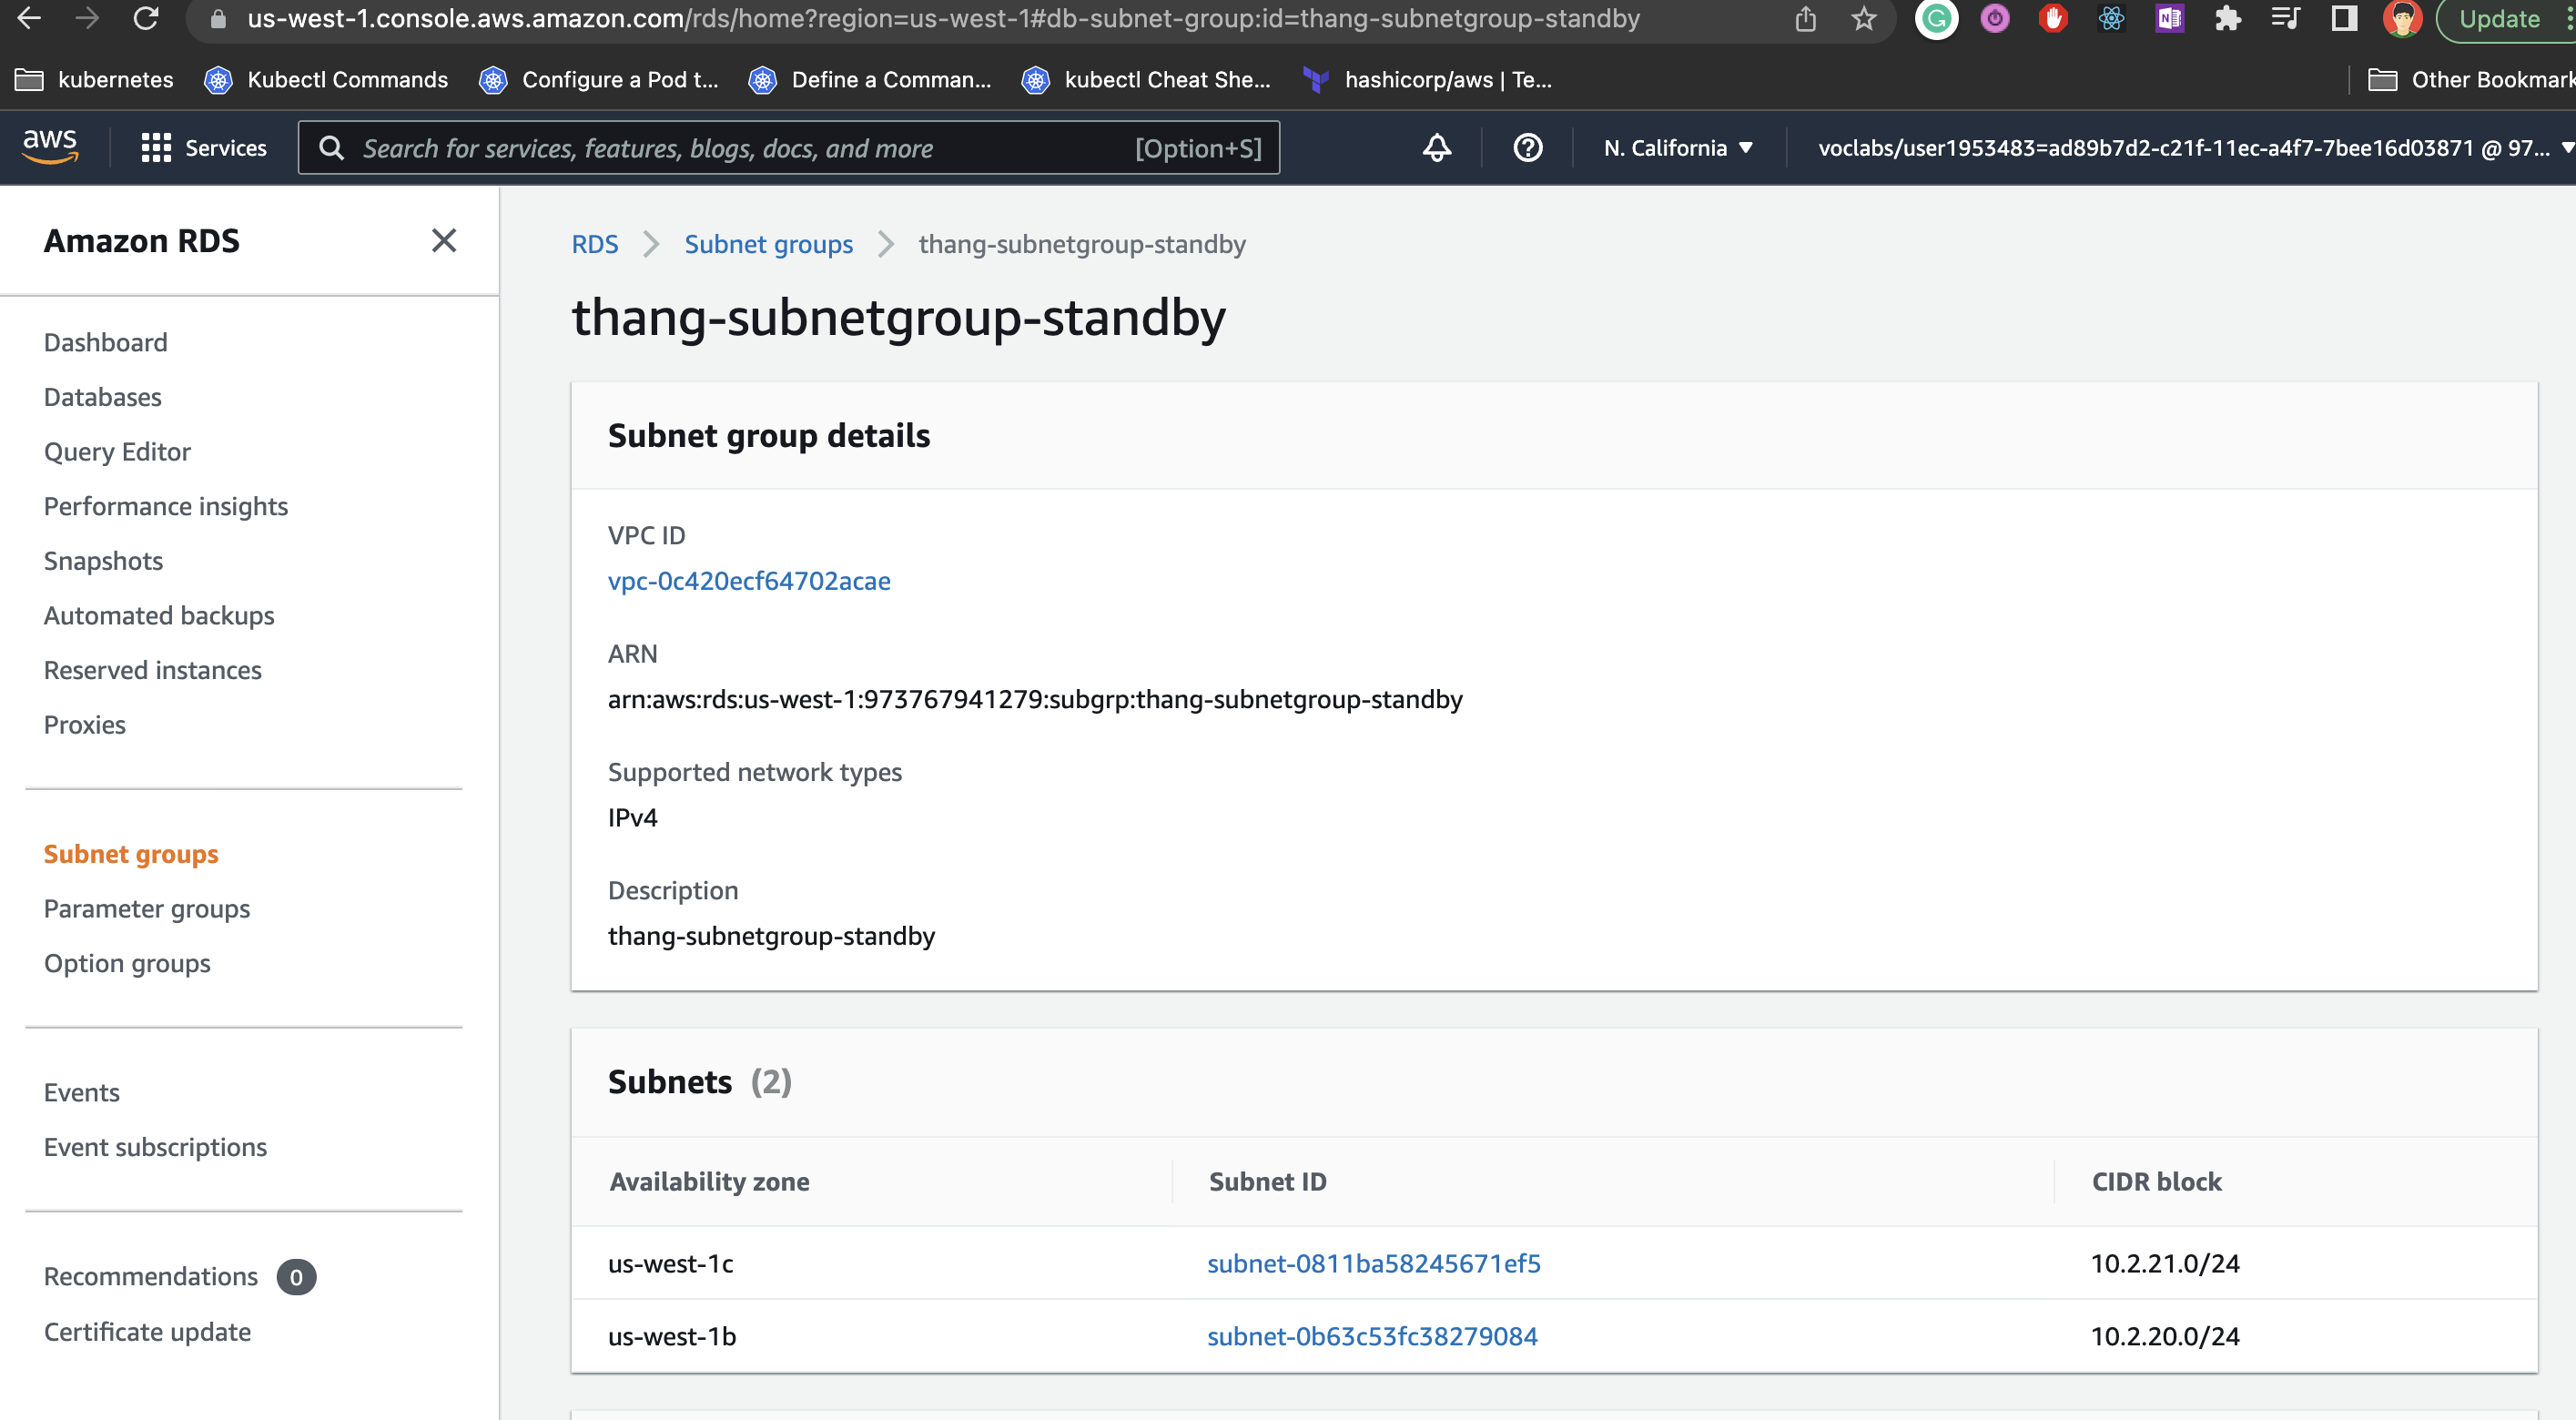 us-west-1.console.aws.amazon.com/rds/home?region=us-west-1#db-subnet-group:id=thang-subnetgroup-standby
Update
kubernetes Kubectl Commands Configure a Pod t... Define a Comman... kubectl Cheat She... hashicorp/aws | Te... Other Bookmark
aws Services Search for services, features, blogs, docs, and more [Option+S] N. California voclabs/user1953483=ad89b7d2-c21f-11ec-a4f7-7bee16d03871 @ 97...
Amazon RDS
Dashboard
Databases
Query Editor
Performance insights
Snapshots
Automated backups
Reserved instances
Proxies
Subnet groups
Parameter groups
Option groups
Events
Event subscriptions
Recommendations 0
Certificate update
RDS Subnet groups thang-subnetgroup-standby
thang-subnetgroup-standby
Subnet group details
VPC ID
vpc-0c420ecf64702acae
ARN
arn:aws:rds:us-west-1:973767941279:subgrp:thang-subnetgroup-standby
Supported network types
IPv4
Description
thang-subnetgroup-standby
Subnets (2)
Availability zone Subnet ID CIDR block
us-west-1c subnet-0811ba58245671ef5 10.2.21.0/24
us-west-1b subnet-0b63c53fc38279084 10.2.20.0/24